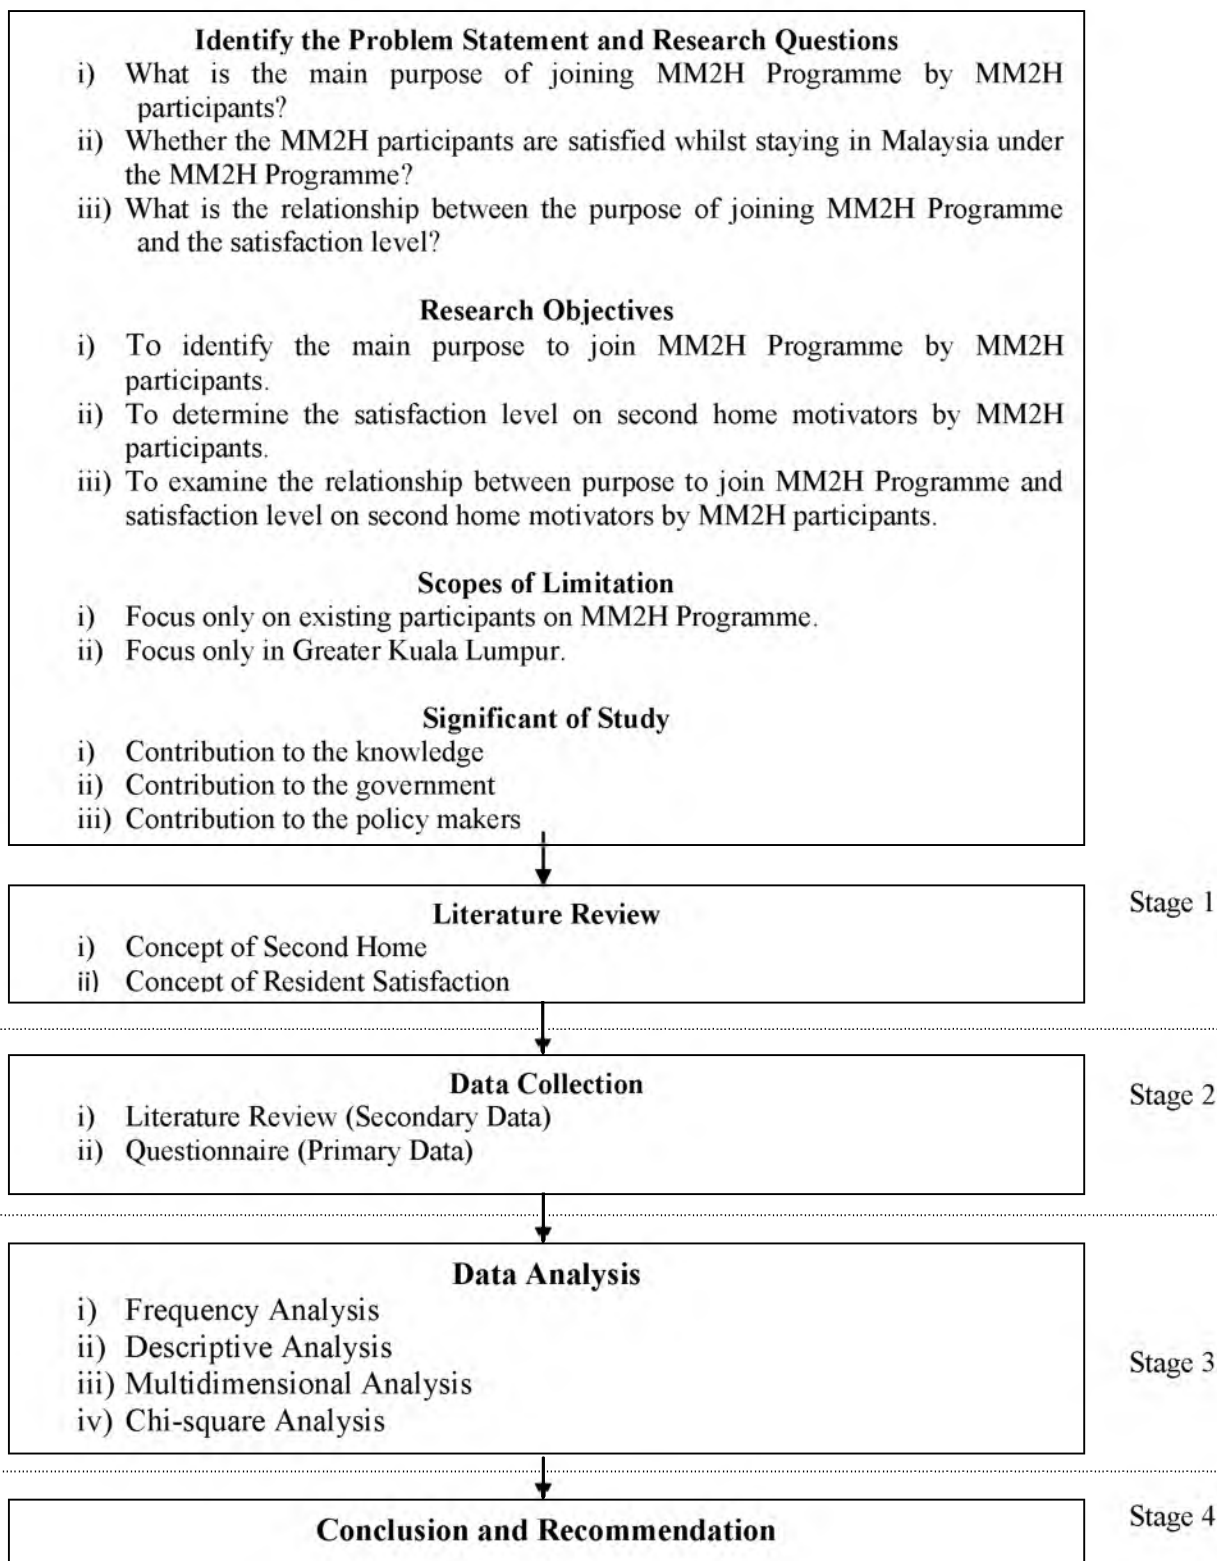 Identify the Problem Statement and Research Questions
i) What is the main purpose of joining MM2H Programme by MM2H
participants?
ii) Whether the MM2H participants are satisfied whilst staying in Malaysia under
the MM2H Programme?
iii) What is the relationship between the purpose of joining MM2H Programme
and the satisfaction level?
Research Objectives
i) To identify the main purpose to join MM2H Programme by MM2H
participants.
ii) To determine the satisfaction level on second home motivators by MM2H
participants.
iii) To examine the relationship between purpose to join MM2H Programme and
satisfaction level on second home motivators by MM2H participants.
Scopes of Limitation
i) Focus only on existing participants on MM2H Programme.
ii) Focus only in Greater Kuala Lumpur.
Significant of Study
i) Contribution to the knowledge
ii) Contribution to the government
iii) Contribution to the policy makers
Stage 1
Literature Review
i) Concept of Second Home
ii) Concept of Resident Satisfaction
Data Collection
Stage 2
i) Literature Review (Secondary Data)
ii) Questionnaire (Primary Data)
Data Analysis
i) Frequency Analysis
ii) Descriptive Analysis
Stage 3
iii) Multidimensional Analysis
iv) Chi-square Analysis
Stage 4
Conclusion and Recommendation